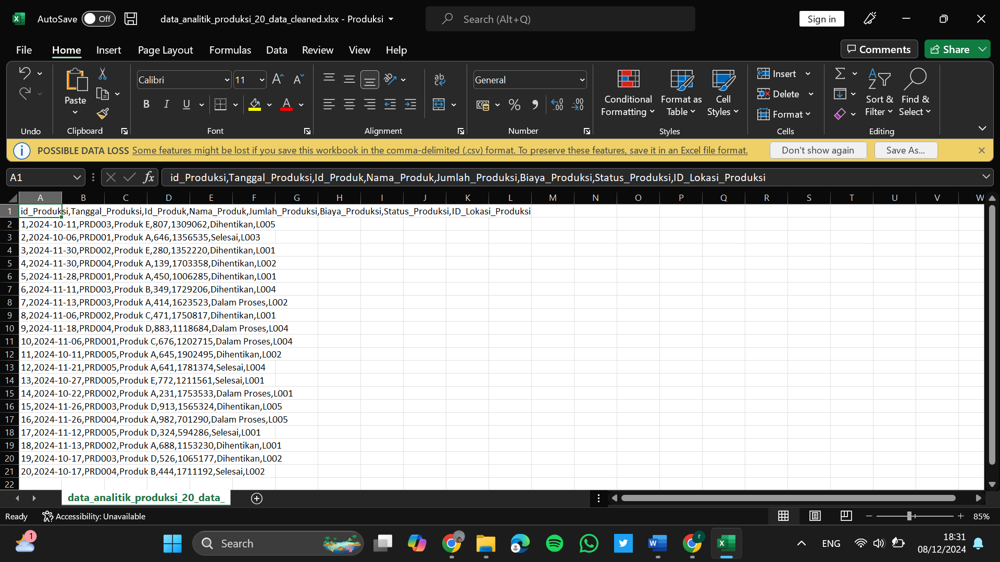 AutoSave Off data_analitik_produksi_20_data_cleaned.xlsx - Produksi Search (Alt+Q) Sign in
File Home Insert Page Layout Formulas Data Review View Help Comments Share
Paste
Calibri 11
B I U A
ab
General
% 9 .00 .00
Conditional Formatting
Format as Table
Cell Styles
Insert
Delete
Format
Sort & Filter
Find & Select
Undo Clipboard Font Alignment Number Styles Cells Editing
POSSIBLE DATA LOSS Some features might be lost if you save this workbook in the comma-delimited (.csv) format. To preserve these features, save it in an Excel file format. Don't show again Save As...
A1 fx id_Produksi,Tanggal_Produksi,Id_Produk,Nama_Produk,Jumlah_Produksi,Biaya_Produksi,Status_Produksi,ID_Lokasi_Produksi
A B C D E F G H I J K L M N O P Q R S T U V W
1 id_Produksi,Tanggal_Produksi,Id_Produk,Nama_Produk,Jumlah_Produksi,Biaya_Produksi,Status_Produksi,ID_Lokasi_Produksi
2 1,2024-10-11,PRD003,Produk E,807,1309062,Dihentikan,L005
3 2,2024-10-06,PRD001,Produk A,646,1356535,Selesai,L003
4 3,2024-11-30,PRD002,Produk E,280,1352220,Dihentikan,L001
5 4,2024-11-30,PRD004,Produk A,139,1703358,Dihentikan,L002
6 5,2024-11-28,PRD001,Produk A,450,1006285,Dihentikan,L001
7 6,2024-11-11,PRD003,Produk B,349,1729206,Dihentikan,L004
8 7,2024-11-13,PRD003,Produk A,414,1623523,Dalam Proses,L002
9 8,2024-11-06,PRD002,Produk C,471,1750817,Dihentikan,L001
10 9,2024-11-18,PRD004,Produk D,883,1118684,Dalam Proses,L004
11 10,2024-11-06,PRD001,Produk C,676,1202715,Dalam Proses,L004
12 11,2024-10-11,PRD005,Produk A,645,1902495,Dihentikan,L002
13 12,2024-11-21,PRD005,Produk A,641,1781374,Selesai,L004
14 13,2024-10-27,PRD005,Produk E,772,1211561,Selesai,L001
15 14,2024-10-22,PRD002,Produk A,231,1753533,Dalam Proses,L001
16 15,2024-11-26,PRD003,Produk D,913,1565324,Dihentikan,L005
17 16,2024-11-26,PRD004,Produk A,982,701290,Dalam Proses,L005
18 17,2024-11-12,PRD005,Produk D,324,594286,Selesai,L001
19 18,2024-11-13,PRD002,Produk A,688,1153230,Dihentikan,L001
20 19,2024-10-17,PRD003,Produk D,526,1065177,Dihentikan,L002
21 20,2024-10-17,PRD004,Produk B,444,1711192,Selesai,L002
22
data_analitik_produksi_20_data_
Ready Accessibility: Unavailable 85%
1 Search ENG 18:31
08/12/2024